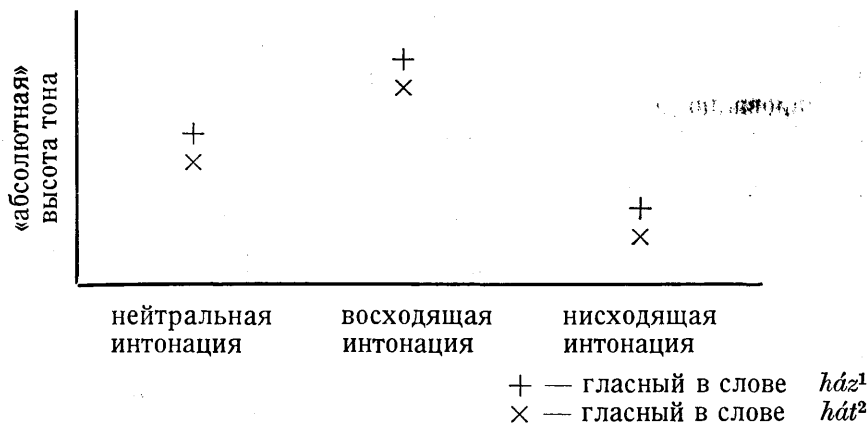 «абсолютная»
высота тона
нейтральная
интонация
восходящая
интонация
нисходящая
интонация
+ — гласный в слове ház¹
× — гласный в слове hát²